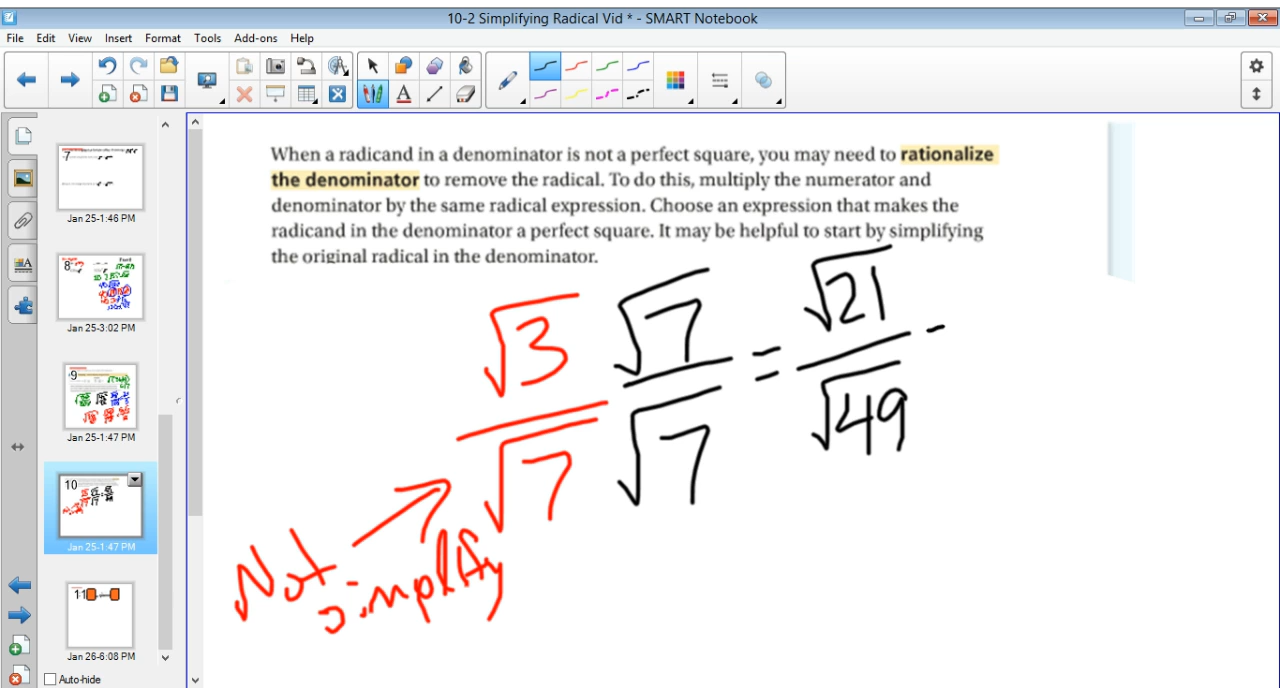 10-2 Simplifying Radical Vid * - SMART Notebook
File Edit View Insert Format Tools Add-ons Help
7
Jan 25-1:46 PM
8
Jan 25-3:02 PM
9
Jan 25-1:47 PM
10
Jan 25-1:47 PM
11
Jan 26-6:08 PM
Auto-hide
When a radicand in a denominator is not a perfect square, you may need to rationalize
the denominator to remove the radical. To do this, multiply the numerator and
denominator by the same radical expression. Choose an expression that makes the
radicand in the denominator a perfect square. It may be helpful to start by simplifying
the original radical in the denominator.
√3 √7 = √21 -
√7 √7 √49
Not
simplify